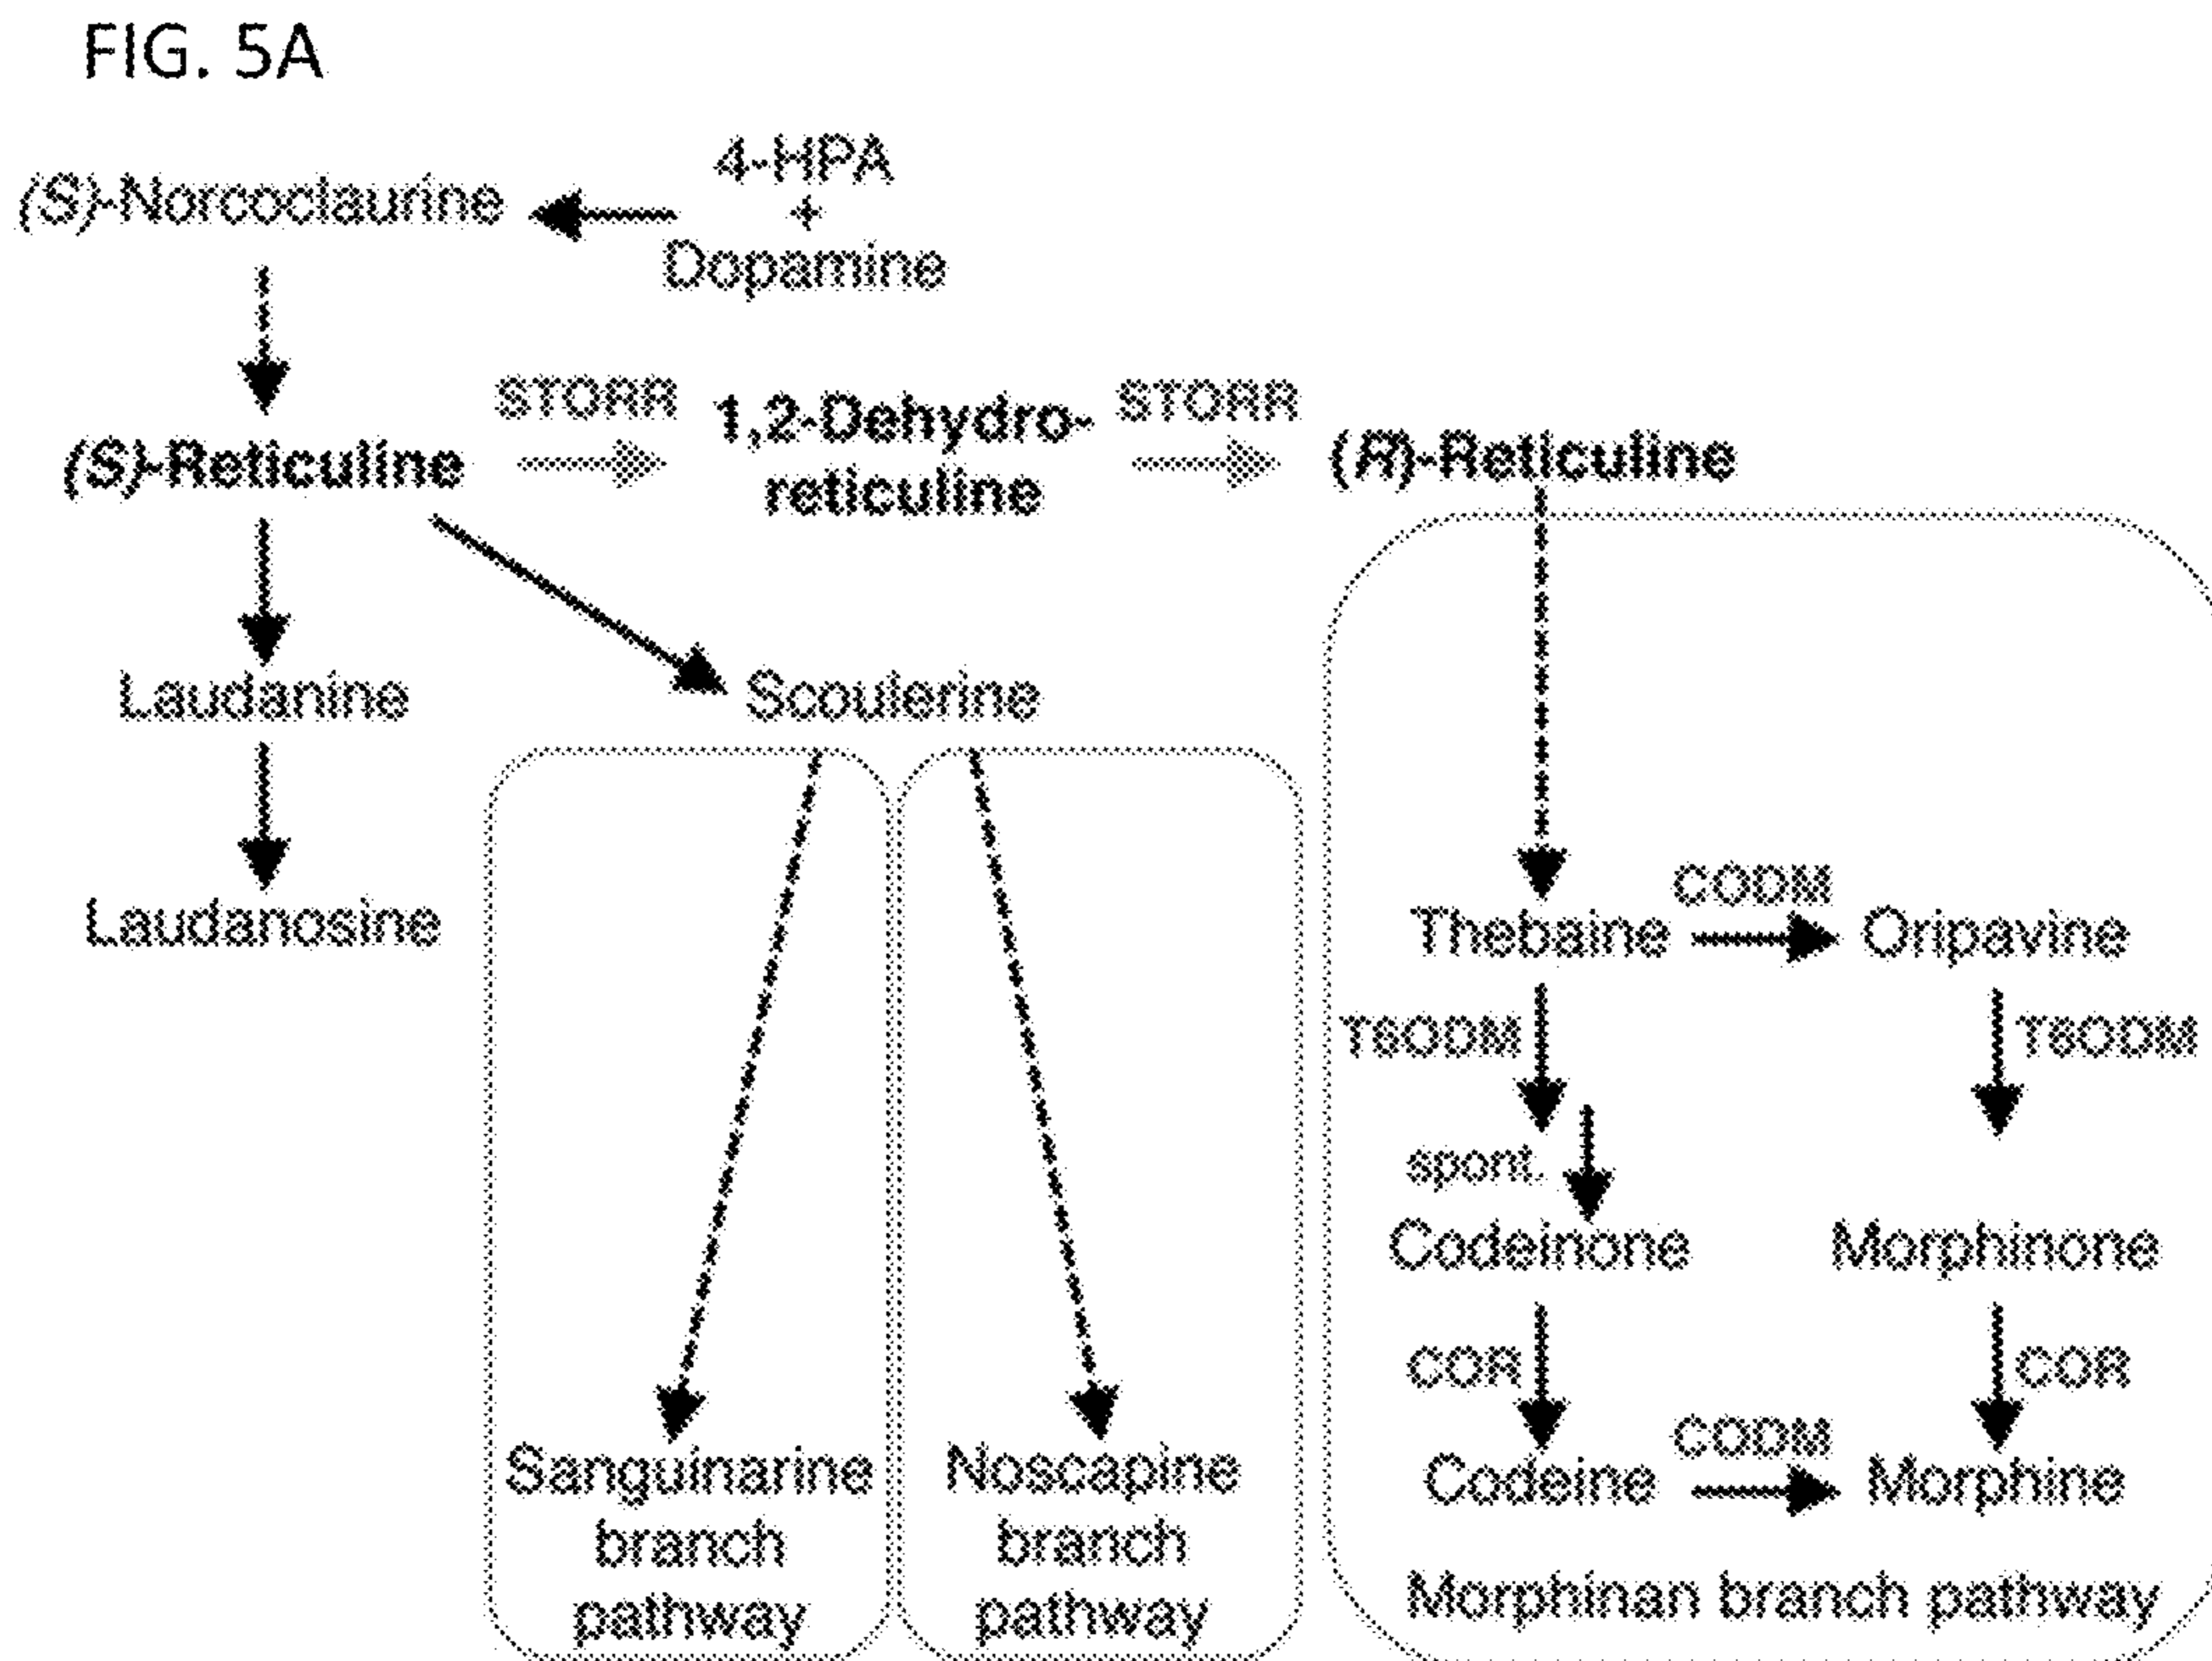 FIG. 5A
4-HPA
+
Dopamine
(S)-Norcoclaurine
STORR
STORR
(S)-Reticuline
1,2-Dehydro-
reticuline
(R)-Reticuline
Laudanine
Scoulerine
Laudanosine
CODM
Thebaine
Oripavine
T6ODM
T6ODM
spont.
Codeinone
Morphinone
COR
COR
CODM
Codeine
Morphine
Sanguinarine
branch
pathway
Noscapine
branch
pathway
Morphinan branch pathway